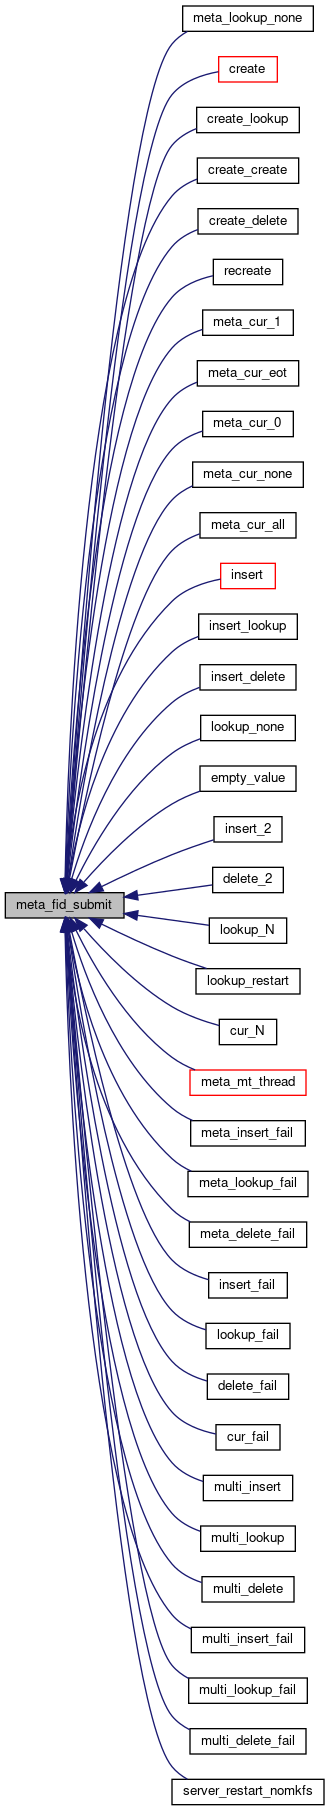 meta_lookup_none
create
create_lookup
create_create
create_delete
recreate
meta_cur_1
meta_cur_eot
meta_cur_0
meta_cur_none
meta_cur_all
insert
insert_lookup
insert_delete
lookup_none
empty_value
insert_2
delete_2
meta_fid_submit
lookup_N
lookup_restart
cur_N
meta_mt_thread
meta_insert_fail
meta_lookup_fail
meta_delete_fail
insert_fail
lookup_fail
delete_fail
cur_fail
multi_insert
multi_lookup
multi_delete
multi_insert_fail
multi_lookup_fail
multi_delete_fail
server_restart_nomkfs